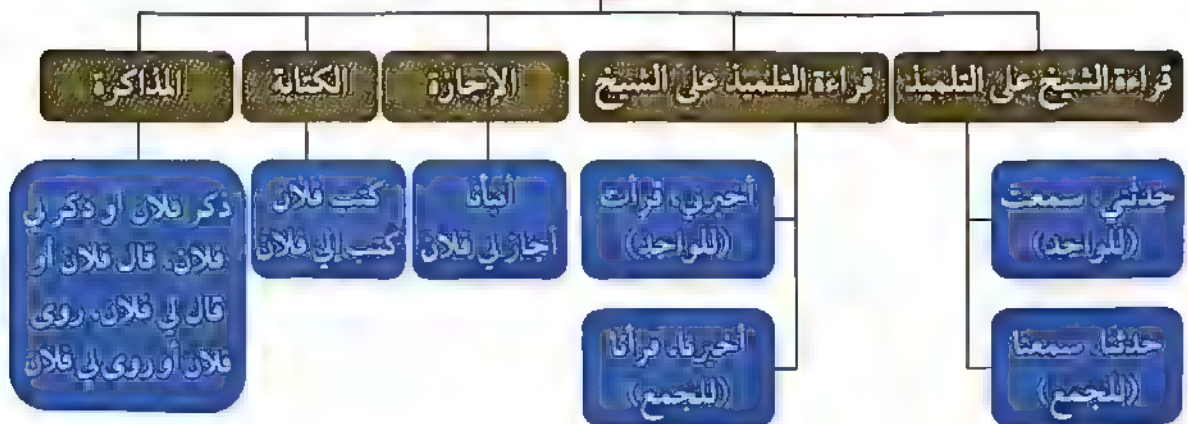 قراءة الشيخ على التلميذ
قراءة التلميذ على الشيخ
الإجازة
الكتابة
المذاكرة
حدثني، سمعت
((للواحد))
حدثنا، سمعنا
((للجمع))
أخبرني، قرأت
((للواحد))
أخبرنا، قرأنا
((للجمع))
أنبأنا
أجاز لي فلان
كتب فلان
كتب إلي فلان
ذكر فلان أو ذكر لي
فلان، قال فلان أو
قال لي فلان، روى
فلان أو روى لي فلان